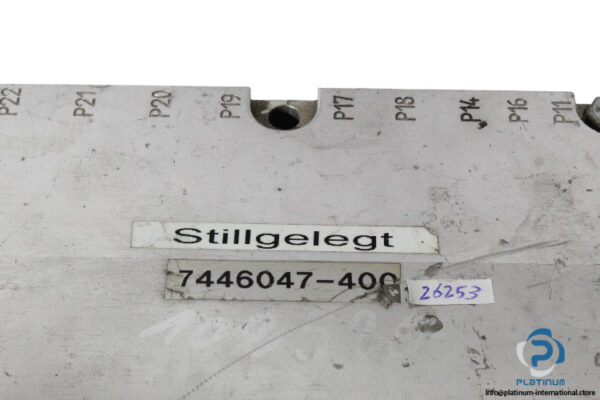 P22 P21 P20 P19 P17 P18 P14 P16 P11
Stillgelegt
7446047-400
26253
PLATINUM
info@platinum-international.store